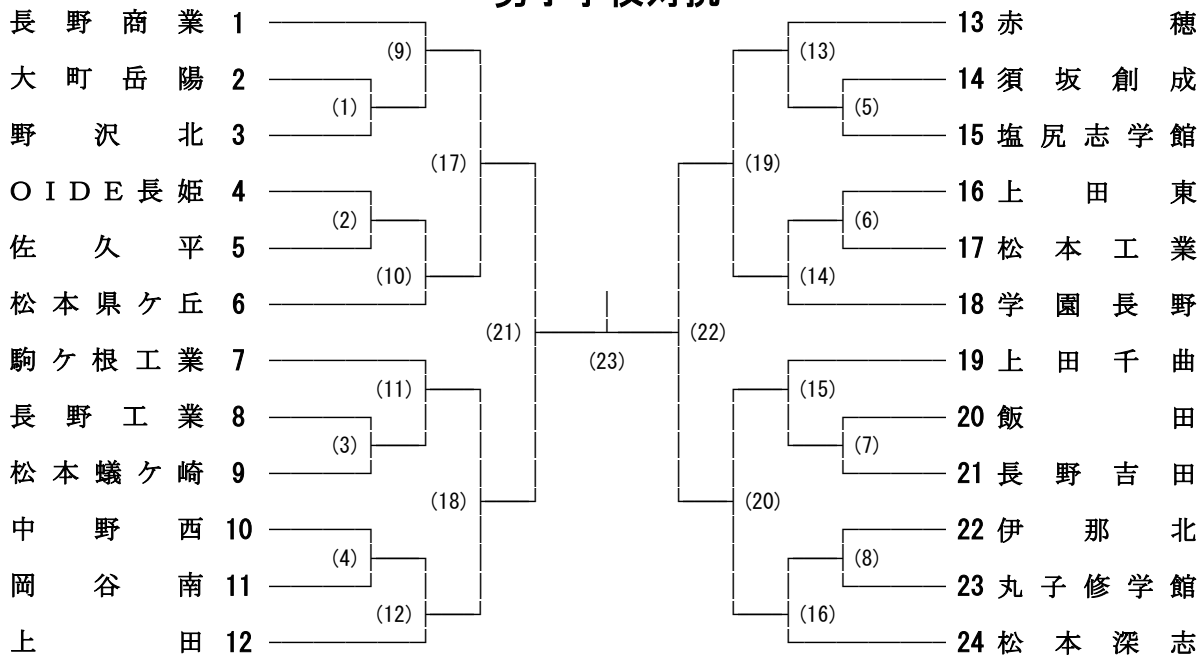 男子学校対抗
長野商業 1
(9)
大町岳陽 2
(1)
野沢北 3
(17)
OIDE長姫 4
(2)
佐久平 5
(10)
松本県ケ丘 6
(21)
駒ケ根工業 7
(11)
長野工業 8
(3)
松本蟻ケ崎 9
(18)
中野西 10
(4)
岡谷南 11
(12)
上田 12
(23)
13 赤穂
(13)
14 須坂創成
(5)
15 塩尻志学館
(19)
16 上田東
(6)
17 松本工業
(14)
18 学園長野
(22)
19 上田千曲
(15)
20 飯田
(7)
21 長野吉田
(20)
22 伊那北
(8)
23 丸子修学館
(16)
24 松本深志